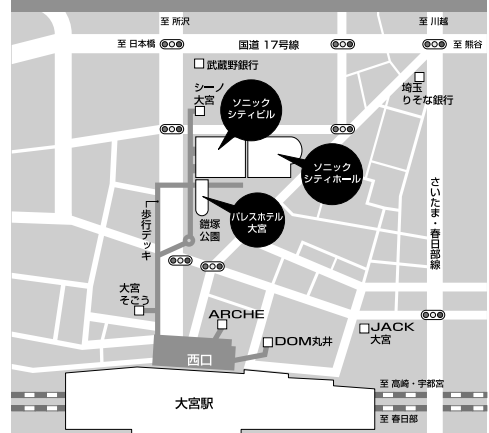 至 所沢
至 川越
至 日本橋
国道 17号線
至 熊谷
武蔵野銀行
シーノ
大宮
ソニック
シティビル
埼玉
りそな銀行
ソニック
シティホール
さいたま・春日部線
歩行デッキ
鎧塚
公園
パレスホテル
大宮
大宮
そごう
ARCHE
DOM丸井
JACK
大宮
西口
大宮駅
至 高崎・宇都宮
至 春日部